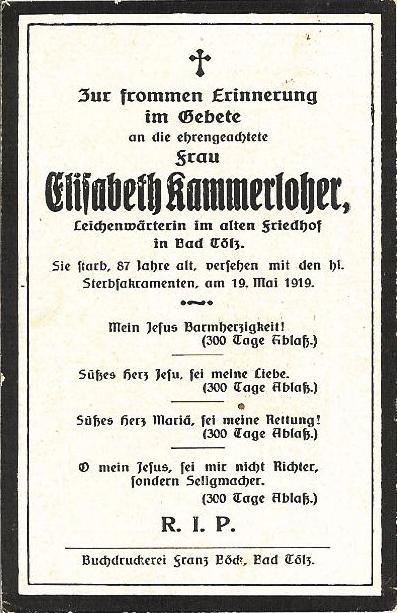 Zur frommen Erinnerung
im Gebete
an die ehrengeachtete
Frau
Elisabeth Kammerloher,
Leichenwärterin im alten Friedhof
in Bad Tölz.
Sie starb, 87 Jahre alt, versehen mit den hl.
Sterbsakramenten, am 19. Mai 1919.
Mein Jesus Barmherzigkeit!
(300 Tage Ablaß.)
Süßes Herz Jesu, sei meine Liebe.
(300 Tage Ablaß.)
Süßes Herz Mariä, sei meine Rettung!
(300 Tage Ablaß.)
O mein Jesus, sei mir nicht Richter,
sondern Seligmacher.
(300 Tage Ablaß.)
R. I. P.
Buchdruckerei Franz Böck, Bad Tölz.